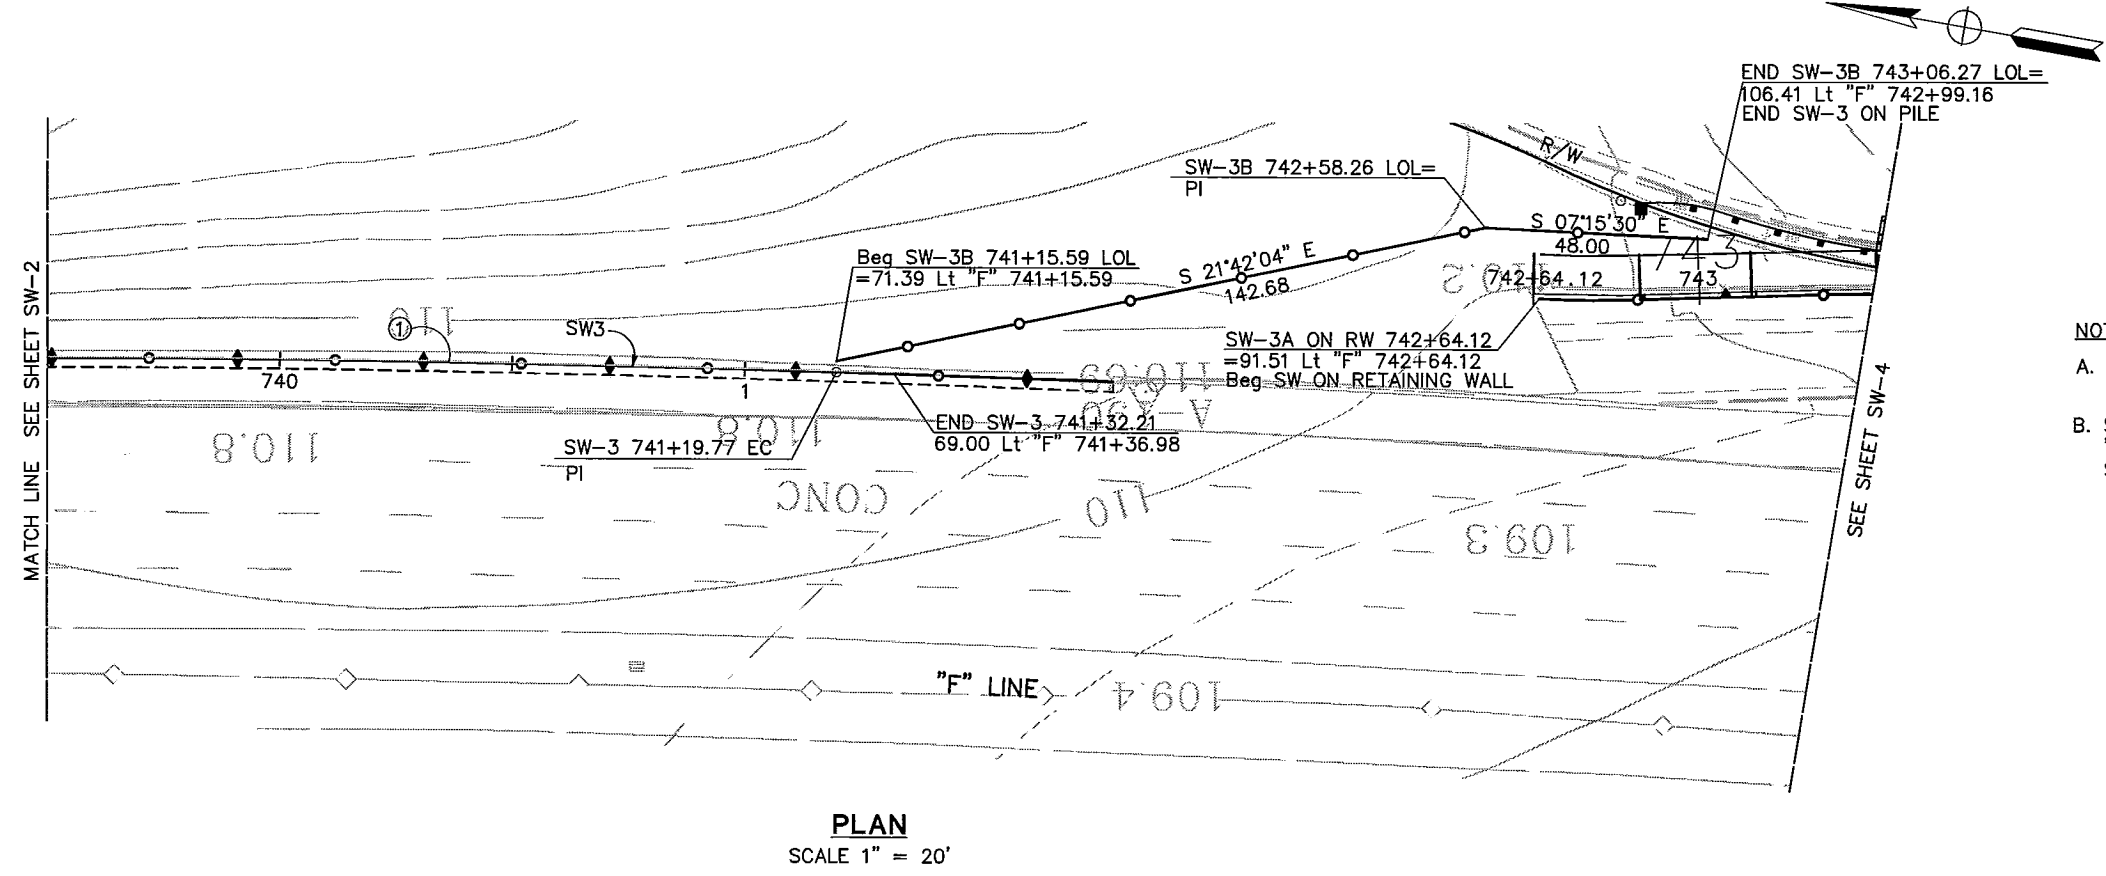 END SW-3B 743+06.27 LOL=
106.41 Lt "F" 742+99.16
END SW-3 ON PILE
R/W
SW-3B 742+58.26 LOL=
PI
S 07°15'30" E
48.00
743
742+64.12
743
110.2
Beg SW-3B 741+15.59 LOL
=71.39 Lt "F" 741+15.59
S 21°42'04" E
142.68
110
1
SW3
740
1
SW-3A ON RW 742+64.12
=91.51 Lt "F" 742+64.12
Beg SW ON RETAINING WALL
110.69
END SW-3 741+32.21
69.00 Lt "F" 741+36.98
SW-3 741+19.77 EC
PI
110.8
110.8
CONC
110
109.3
109.4
"F" LINE
MATCH LINE SEE SHEET SW-2
SEE SHEET SW-4
A.
B.
PLAN
SCALE 1" = 20'